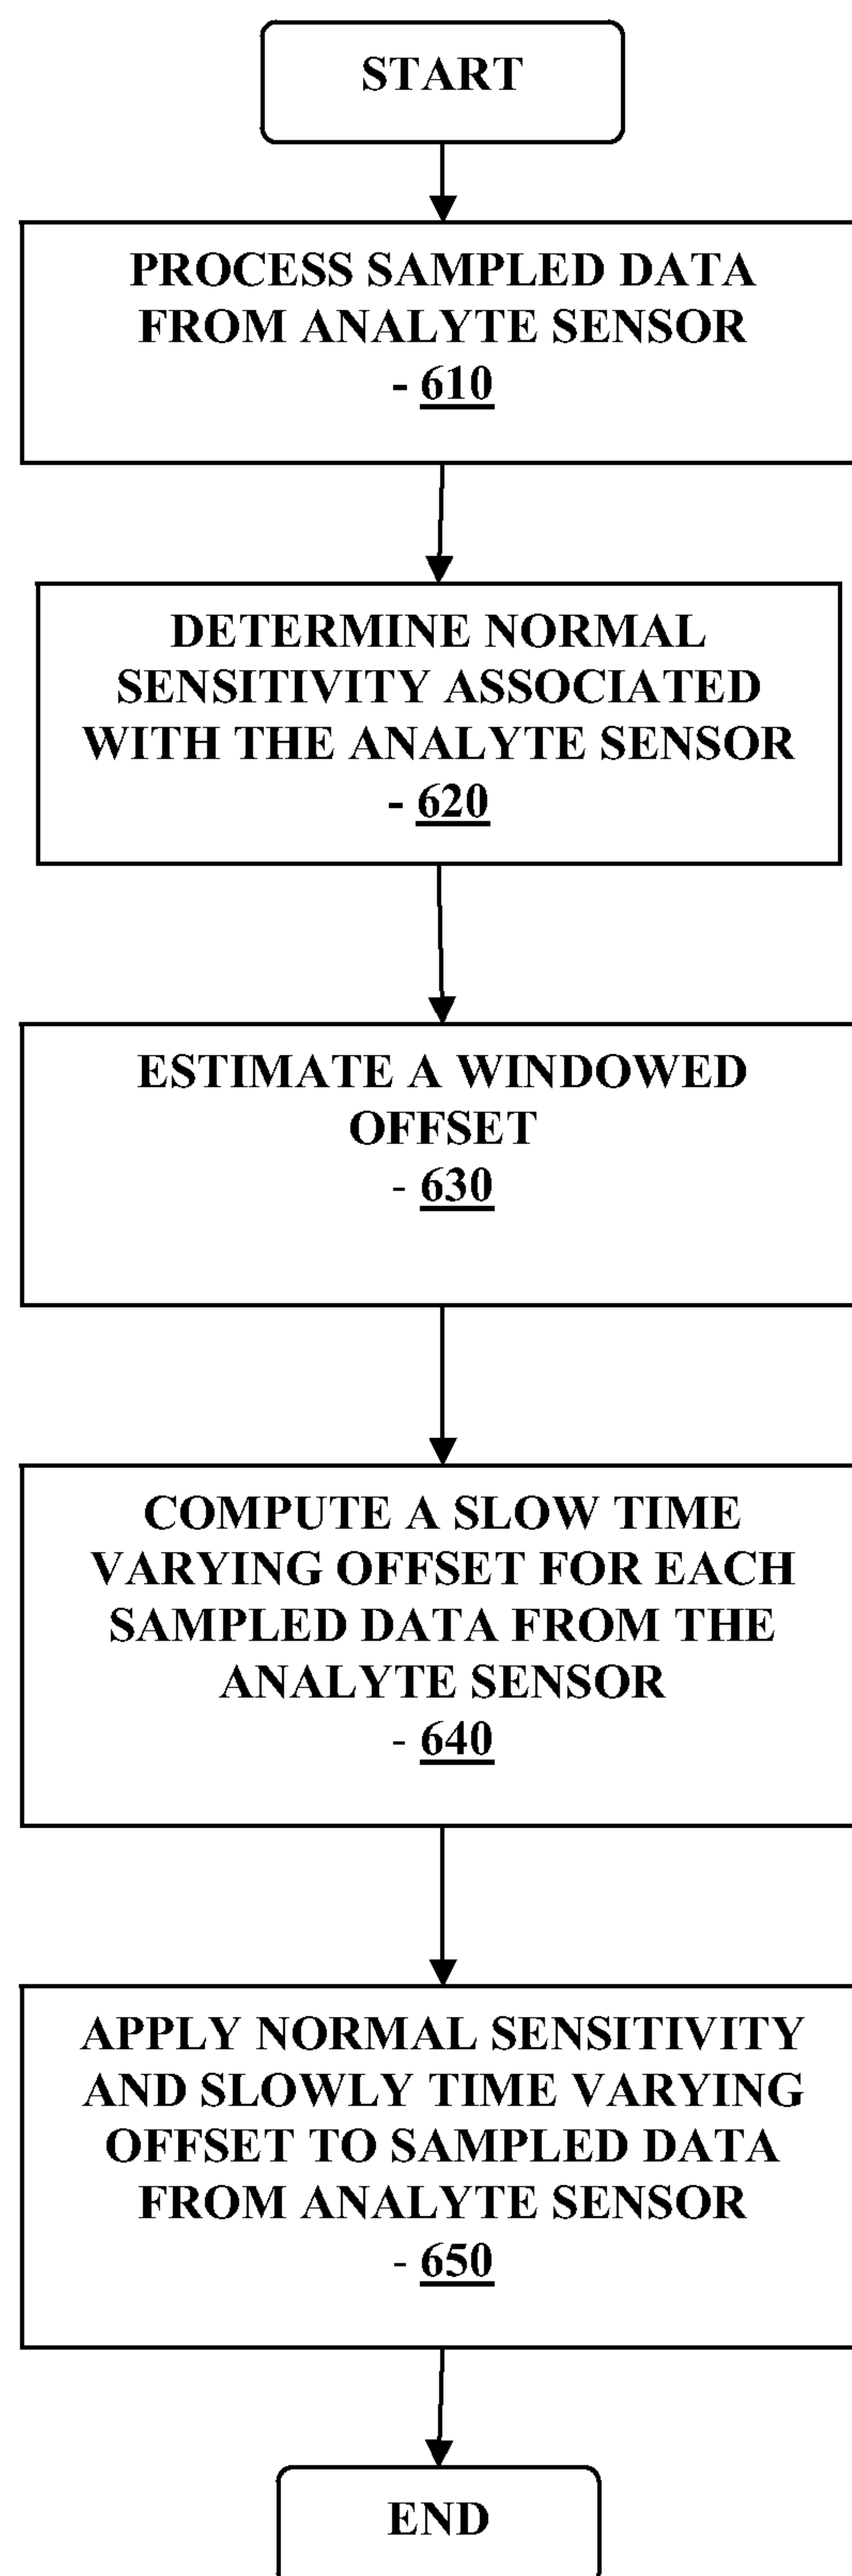 START
PROCESS SAMPLED DATA
FROM ANALYTE SENSOR
- 610
DETERMINE NORMAL
SENSITIVITY ASSOCIATED
WITH THE ANALYTE SENSOR
- 620
ESTIMATE A WINDOWED
OFFSET
- 630
COMPUTE A SLOW TIME
VARYING OFFSET FOR EACH
SAMPLED DATA FROM THE
ANALYTE SENSOR
- 640
APPLY NORMAL SENSITIVITY
AND SLOWLY TIME VARYING
OFFSET TO SAMPLED DATA
FROM ANALYTE SENSOR
- 650
END